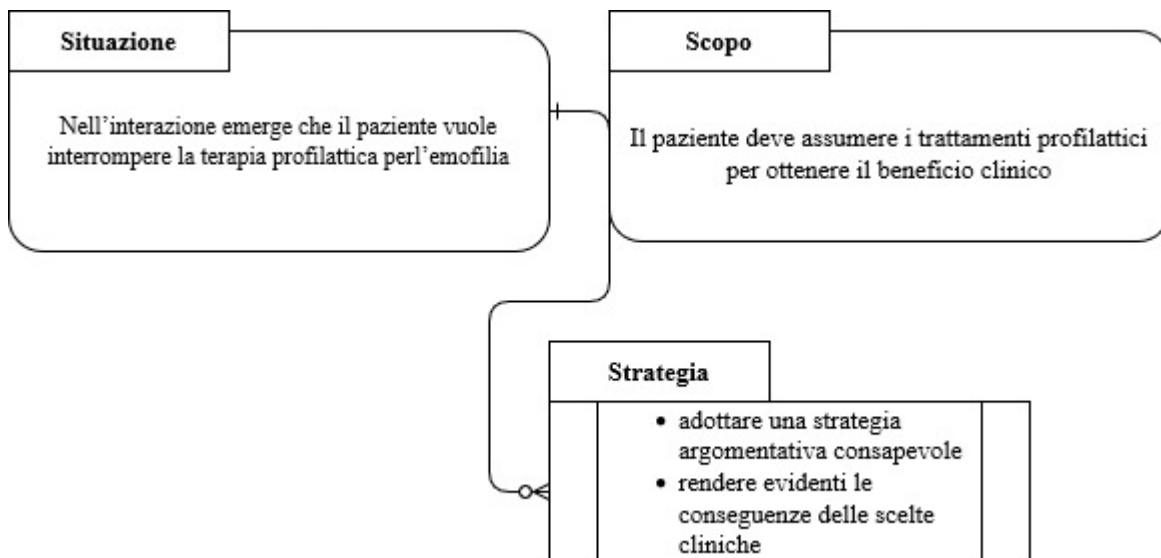 Situazione
Nell'interazione emerge che il paziente vuole
interrompere la terapia profilattica perl'emofilia
Scopo
Il paziente deve assumere i trattamenti profilattici
per ottenere il beneficio clinico
Strategia
• adottare una strategia
argomentativa consapevole
• rendere evidenti le
conseguenze delle scelte
cliniche